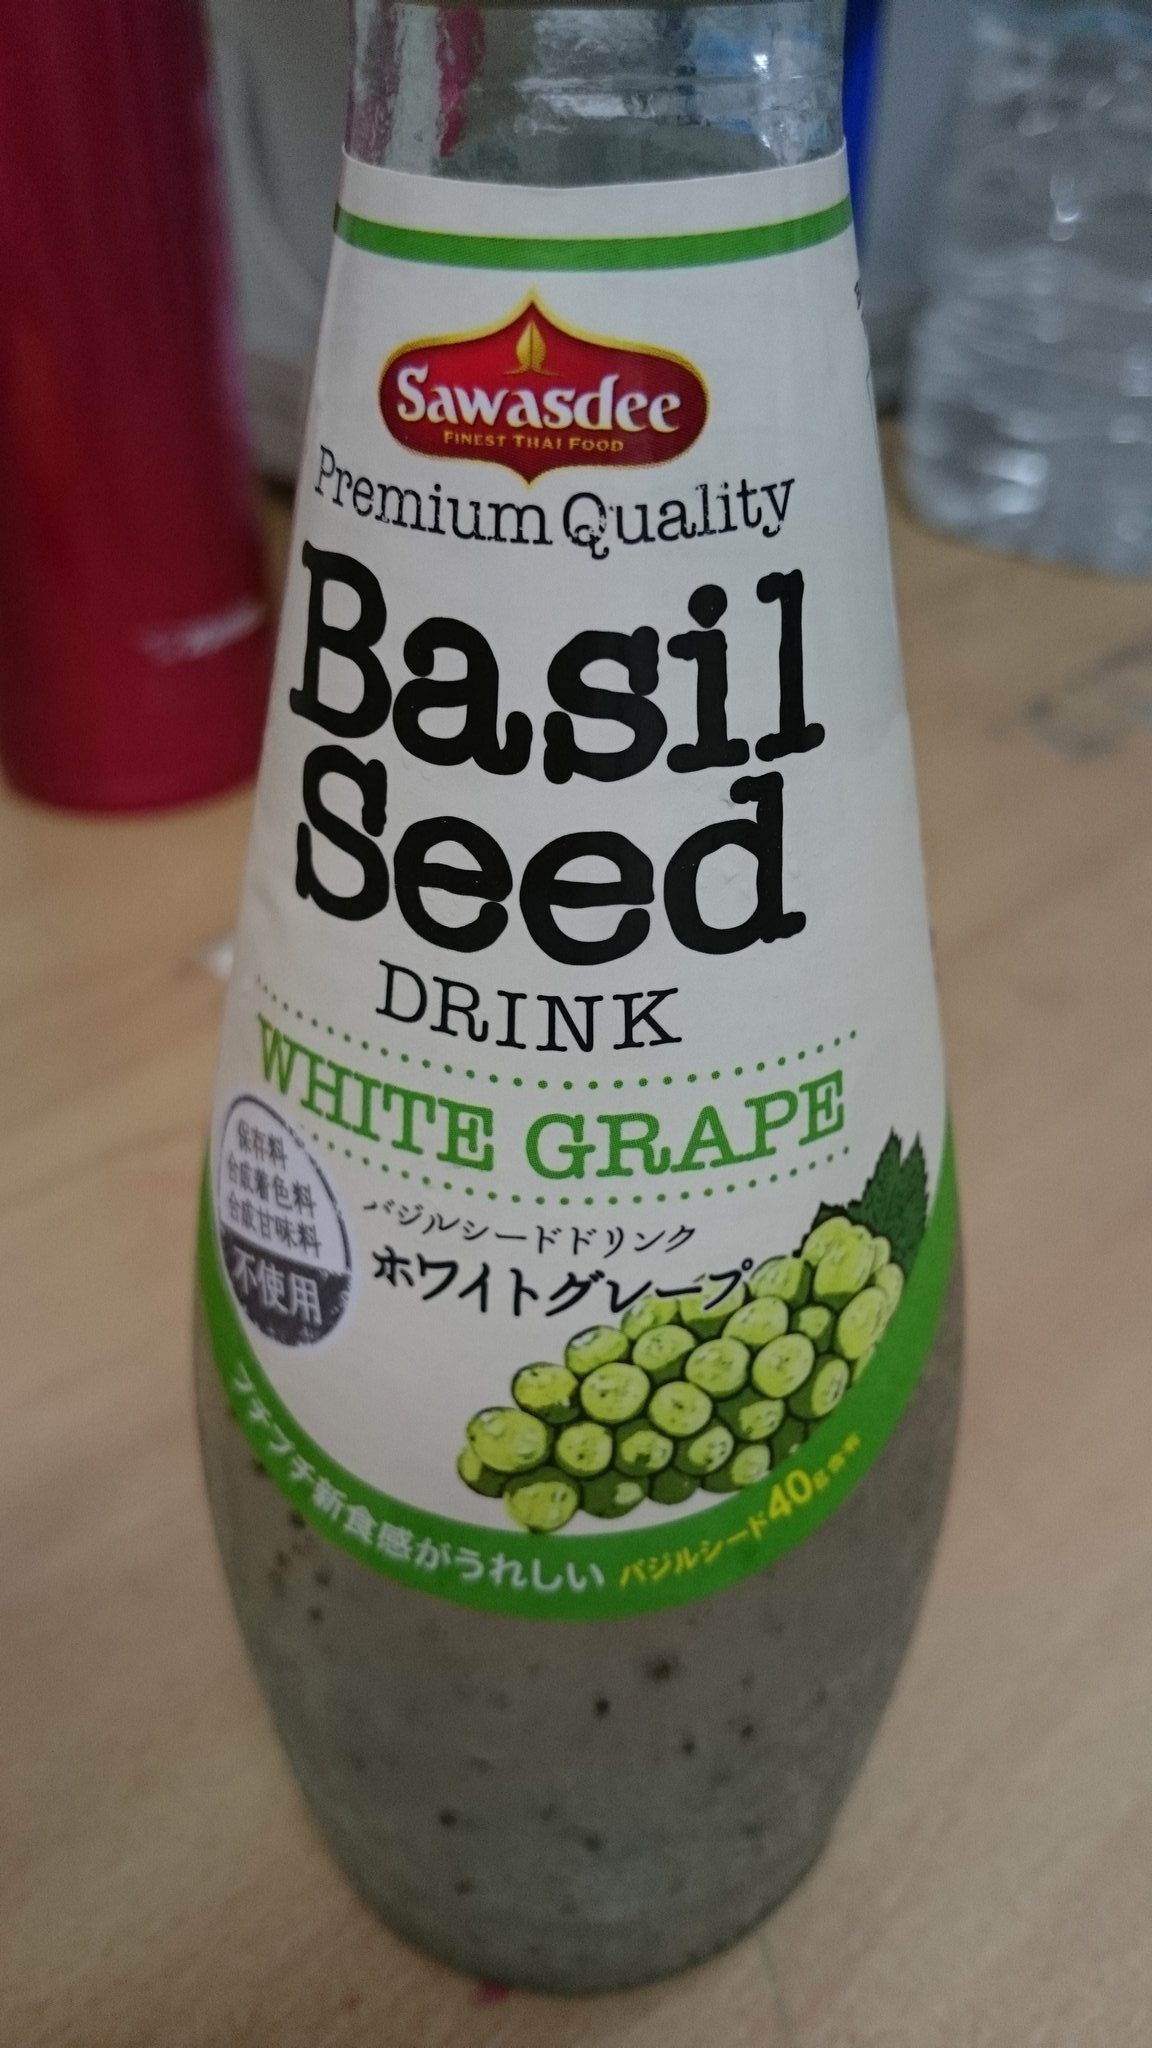 Sawasdee
FINEST THAI FOOD
Premium Quality
Basil
Seed
DRINK
WHITE GRAPE
保存料
合成着色料
合成甘味料
不使用
バジルシードドリンク
ホワイトグレープ
プチプチ新食感がうれしい
バジルシード40g含有